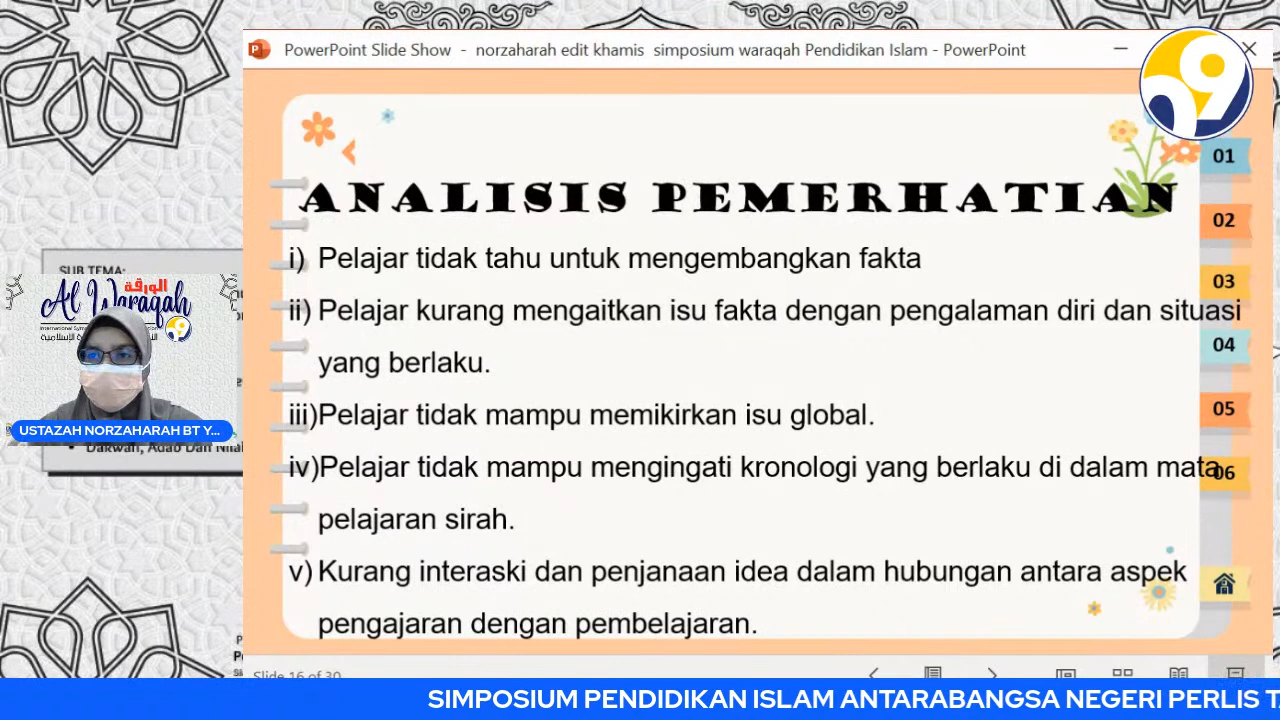 PowerPoint Slide Show - norzaharah edit khamis simposium waraqah Pendidikan Islam - PowerPoint
ANALISIS PEMERHATIAN
i) Pelajar tidak tahu untuk mengembangkan fakta
ii) Pelajar kurang mengaitkan isu fakta dengan pengalaman diri dan situasi
yang berlaku.
iii)Pelajar tidak mampu memikirkan isu global.
iv)Pelajar tidak mampu mengingati kronologi yang berlaku di dalam mata
pelajaran sirah.
v) Kurang interaski dan penjanaan idea dalam hubungan antara aspek
pengajaran dengan pembelajaran.
01
02
03
04
05
06
Slide 16 of 30
SUB TEMA:
الورقة
Al Waraqah
USTAZAH NORZAHARAH BT Y...
Dakwah, Adab Dan
SIMPOSIUM PENDIDIKAN ISLAM ANTARABANGSA NEGERI PERLIS